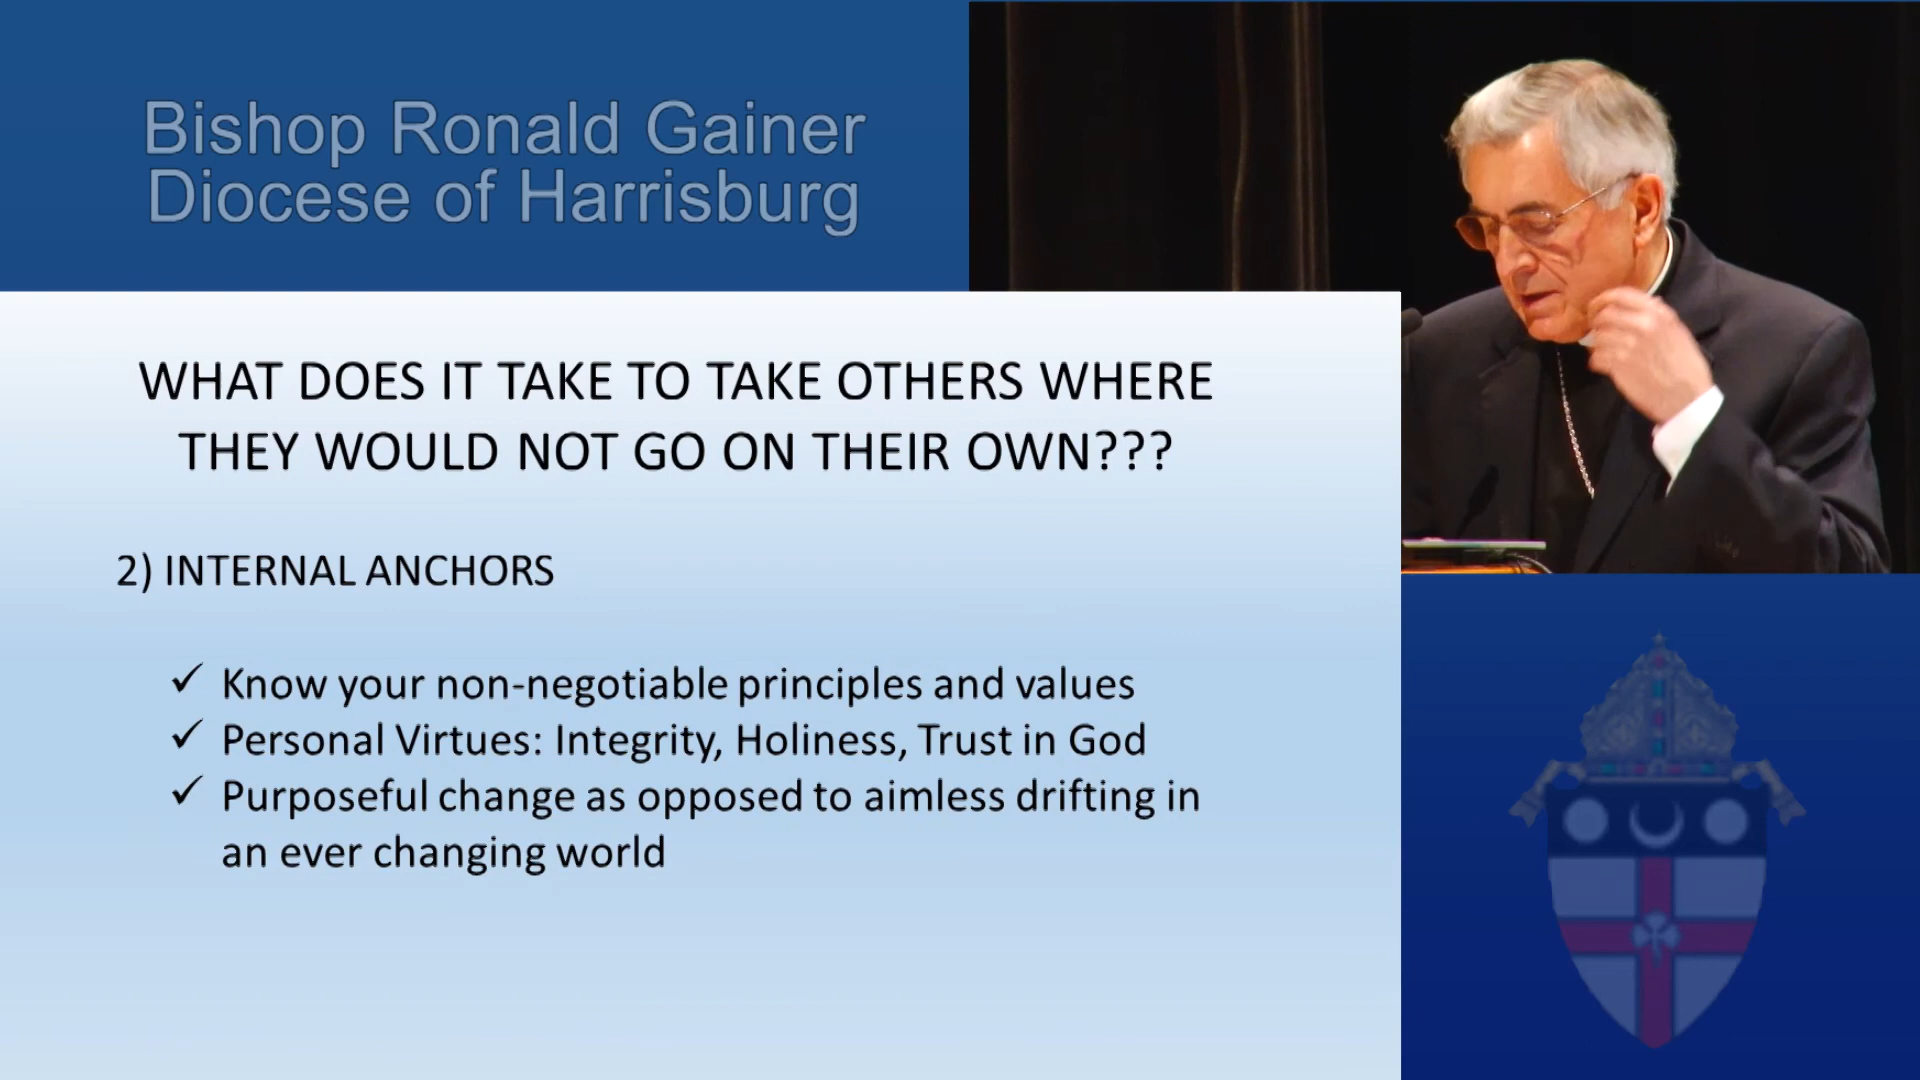 Bishop Ronald Gainer
Diocese of Harrisburg
WHAT DOES IT TAKE TO TAKE OTHERS WHERE
THEY WOULD NOT GO ON THEIR OWN???
2) INTERNAL ANCHORS
✓ Know your non-negotiable principles and values
✓ Personal Virtues: Integrity, Holiness, Trust in God
✓ Purposeful change as opposed to aimless drifting in
an ever changing world